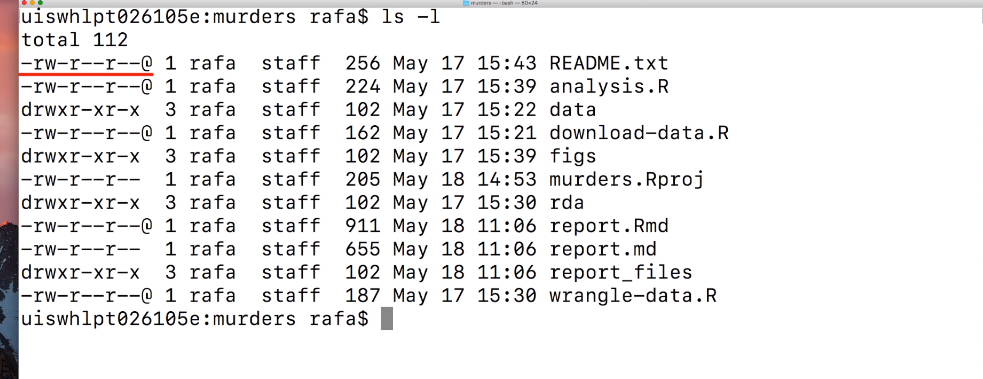 murders — -bash — 80×24
uiswhlpt026105e:murders rafa$ ls -l
total 112
-rw-r--r--@ 1 rafa  staff  256 May 17 15:43 README.txt
-rw-r--r--@ 1 rafa  staff  224 May 17 15:39 analysis.R
drwxr-xr-x  3 rafa  staff  102 May 17 15:22 data
-rw-r--r--@ 1 rafa  staff  162 May 17 15:21 download-data.R
drwxr-xr-x  3 rafa  staff  102 May 17 15:39 figs
-rw-r--r--  1 rafa  staff  205 May 18 14:53 murders.Rproj
drwxr-xr-x  3 rafa  staff  102 May 17 15:30 rda
-rw-r--r--@ 1 rafa  staff  911 May 18 11:06 report.Rmd
-rw-r--r--  1 rafa  staff  655 May 18 11:06 report.md
drwxr-xr-x  3 rafa  staff  102 May 18 11:06 report_files
-rw-r--r--@ 1 rafa  staff  187 May 17 15:30 wrangle-data.R
uiswhlpt026105e:murders rafa$